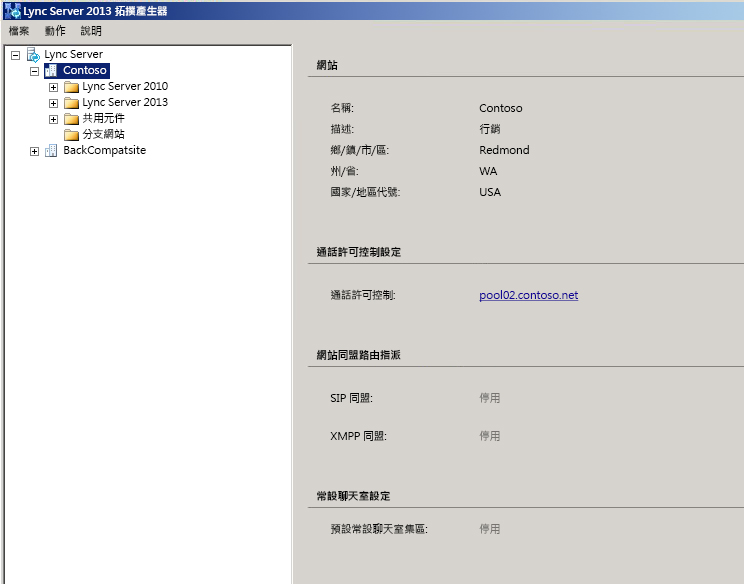 Lync Server 2013 拓撲產生器
檔案 動作 說明
Lync Server
Contoso
Lync Server 2010
Lync Server 2013
共用元件
分支網站
BackCompatsite
網站
名稱: Contoso
描述: 行銷
鄉/鎮/市/區: Redmond
州/省: WA
國家/地區代號: USA
通話許可控制設定
通話許可控制: pool02.contoso.net
網站同盟路由指派
SIP 同盟: 停用
XMPP 同盟: 停用
常設聊天室設定
預設常設聊天室集區: 停用